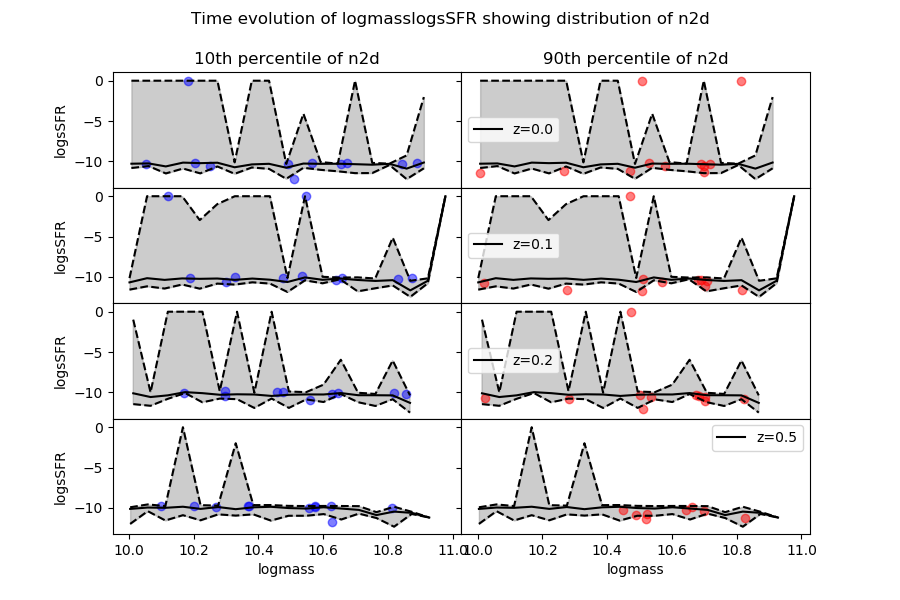 Time evolution of logmasslogsSFR showing distribution of n2d
10th percentile of n2d
90th percentile of n2d
logsSFR
0
−5
−10
z=0.0
logsSFR
0
−5
−10
z=0.1
logsSFR
0
−5
−10
z=0.2
logsSFR
0
−5
−10
z=0.5
10.0 10.2 10.4 10.6 10.8 11.0
10.0 10.2 10.4 10.6 10.8 11.0
logmass
logmass